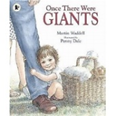 Once There Were
GIANTS
Martin Waddell
Penny Dale